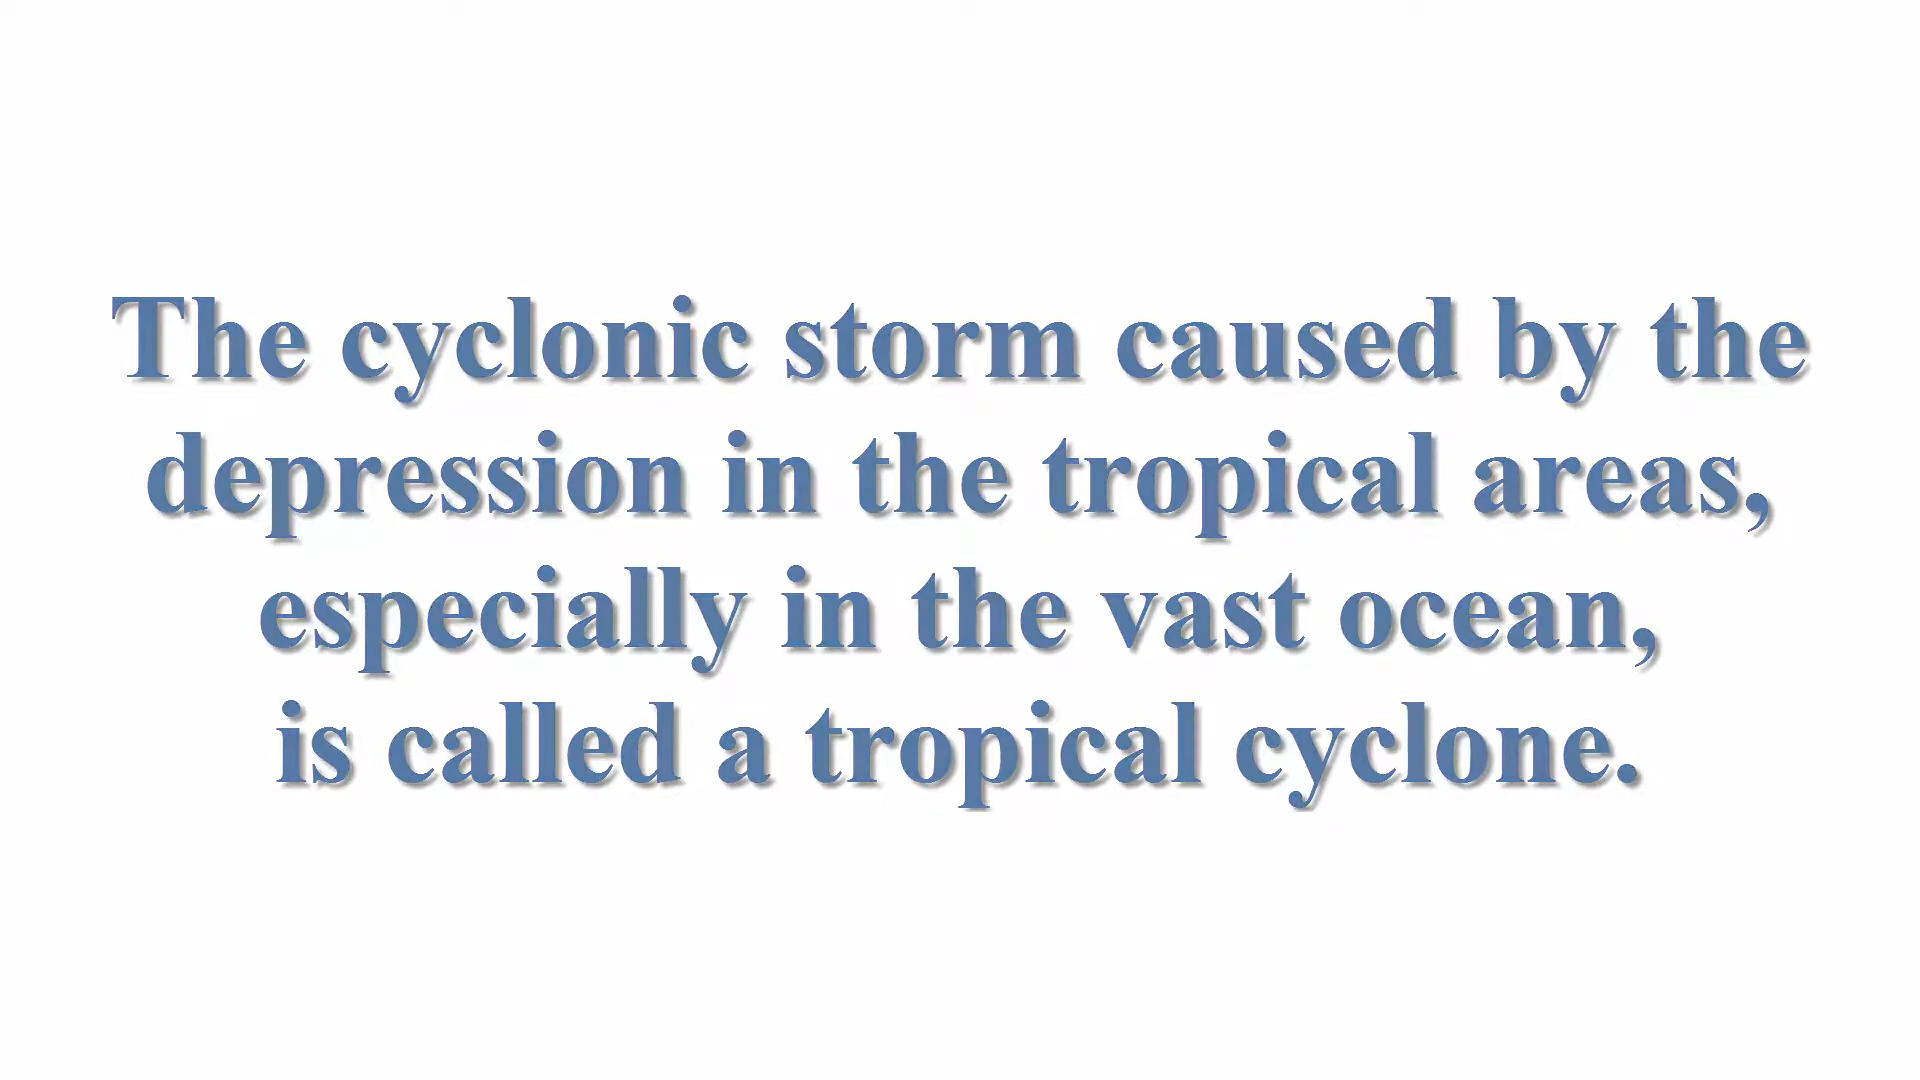 The cyclonic storm caused by the
depression in the tropical areas,
especially in the vast ocean,
is called a tropical cyclone.